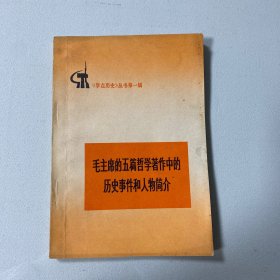 《学点历史》丛书第一辑
毛主席的五篇哲学著作中的
历史事件和人物简介